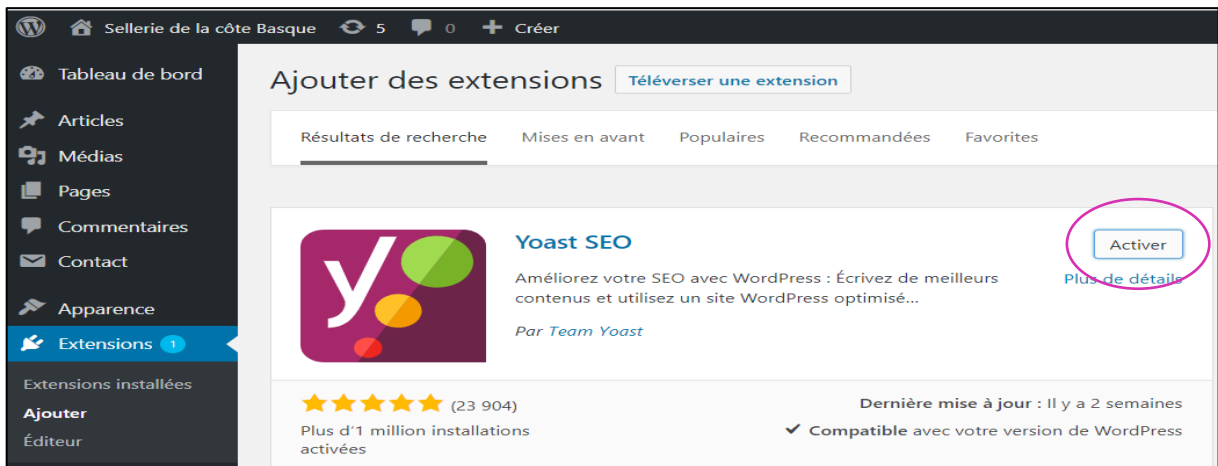 Sellerie de la côte Basque 5 0 Créer
Tableau de bord
Articles
Médias
Pages
Commentaires
Contact
Apparence
Extensions 1
Extensions installées
Ajouter
Éditeur
Ajouter des extensions Téléverser une extension
Résultats de recherche Mises en avant Populaires Recommandées Favorites
y
Yoast SEO
Activer
Améliorez votre SEO avec WordPress : Écrivez de meilleurs
contenus et utilisez un site WordPress optimisé...
Plus de détails
Par Team Yoast
(23 904)
Plus d'1 million installations
activées
Dernière mise à jour : Il y a 2 semaines
Compatible avec votre version de WordPress